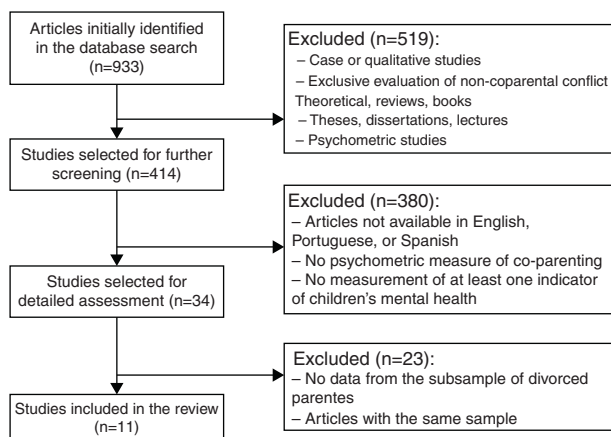 Articles initially identified
in the database search
(n=933)
Excluded (n=519):
– Case or qualitative studies
– Exclusive evaluation of non-coparental conflict
Theoretical, reviews, books
– Theses, dissertations, lectures
– Psychometric studies
Studies selected for further
screening (n=414)
Excluded (n=380):
– Articles not available in English,
Portuguese, or Spanish
– No psychometric measure of co-parenting
– No measurement of at least one indicator
of children’s mental health
Studies selected for
detailed assessment (n=34)
Excluded (n=23):
– No data from the subsample of divorced
parentes
– Articles with the same sample
Studies included in the review
(n=11)